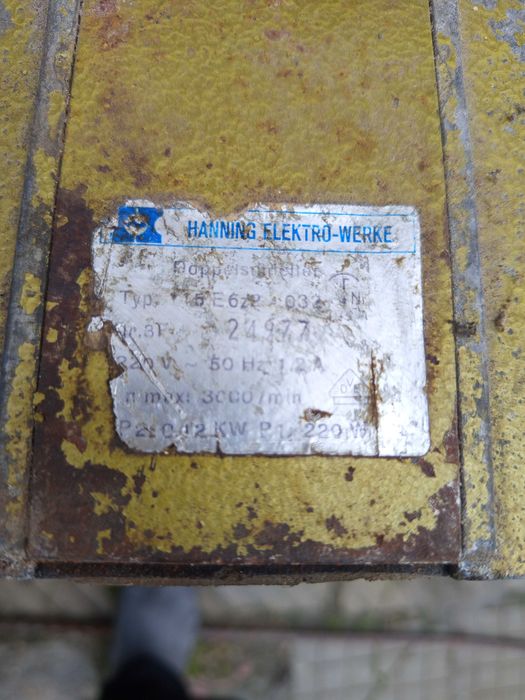 HANNING ELEKTRO-WERKE
Doppelschleifer
Typ.
24977
220 V ~ 50 Hz 1,2 A
n max: 3000/min
P2: 0,12 KW P1: 220 W